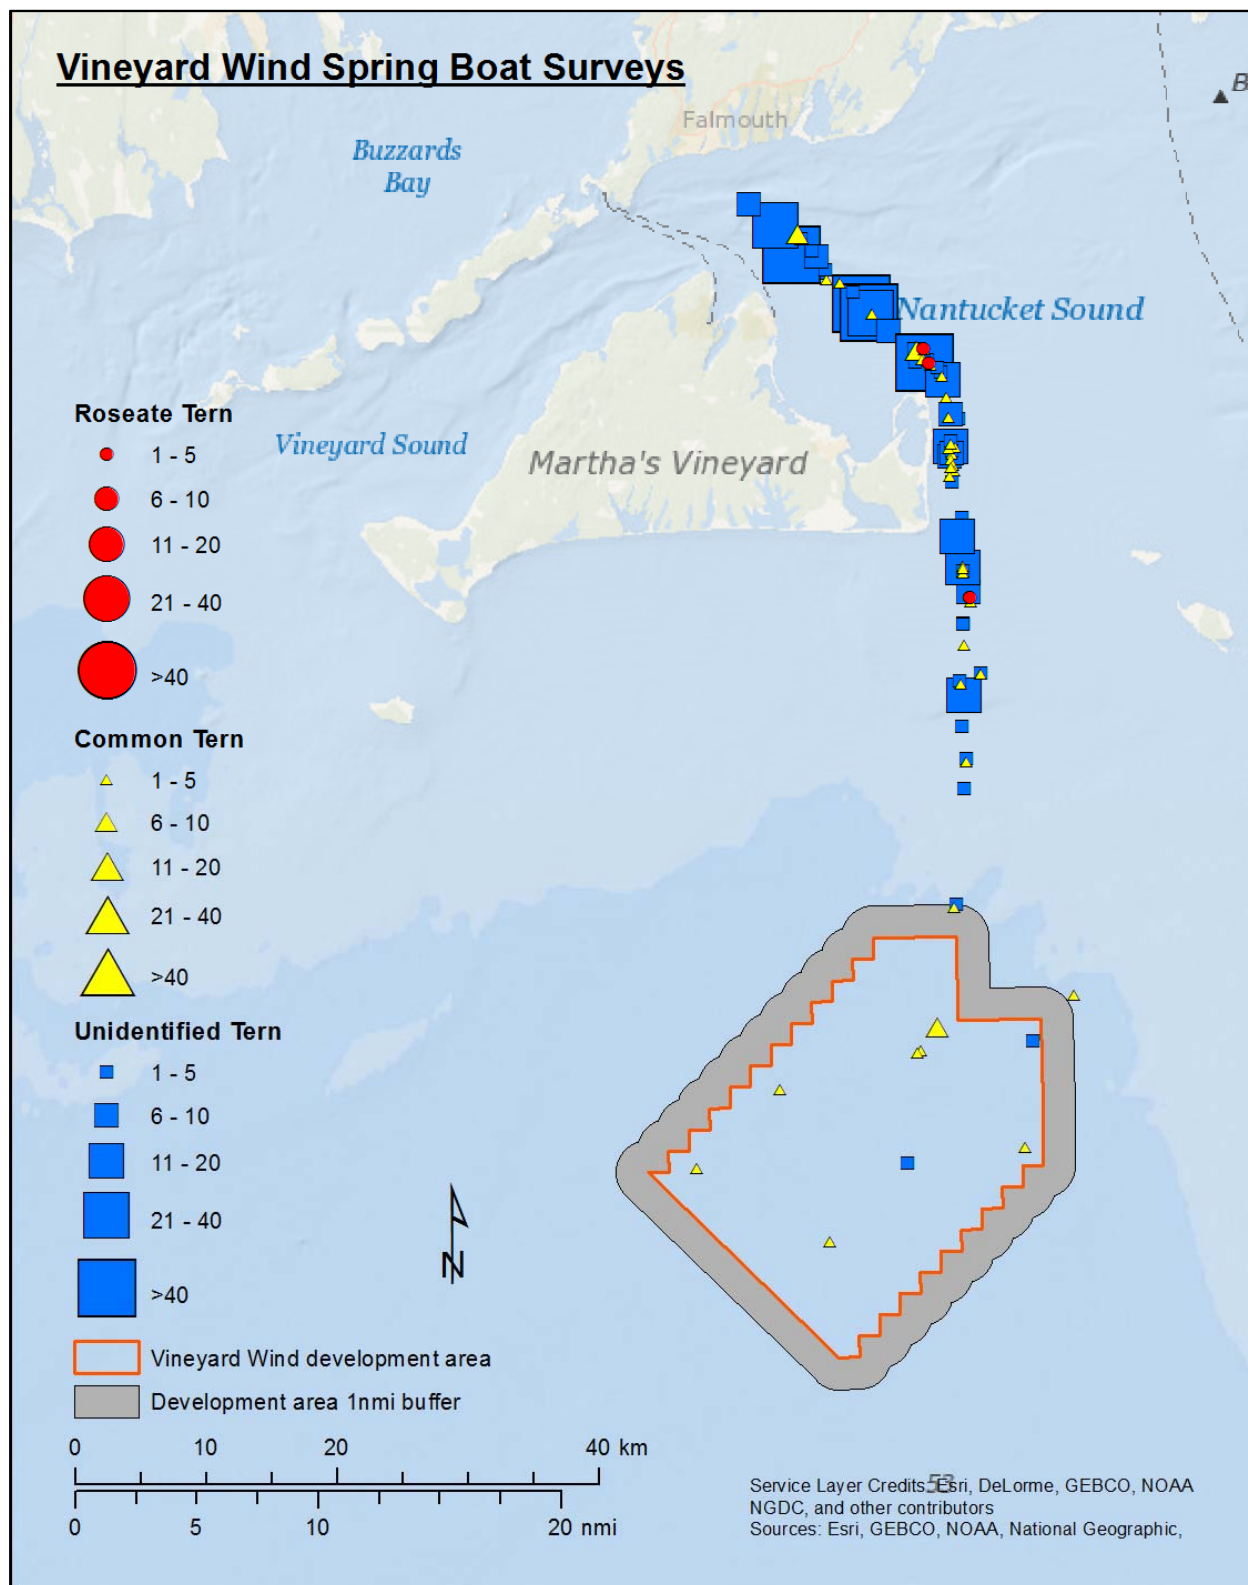 Vineyard Wind Spring Boat Surveys
B
Falmouth
Buzzards
Bay
Nantucket Sound
Vineyard Sound
Martha's Vineyard
Roseate Tern
1 - 5
6 - 10
11 - 20
21 - 40
>40
Common Tern
1 - 5
6 - 10
11 - 20
21 - 40
>40
Unidentified Tern
1 - 5
6 - 10
11 - 20
21 - 40
>40
N
Vineyard Wind development area
Development area 1nmi buffer
0 10 20 40 km
0 5 10 20 nmi
53
Service Layer Credits: Esri, DeLorme, GEBCO, NOAA
NGDC, and other contributors
Sources: Esri, GEBCO, NOAA, National Geographic,